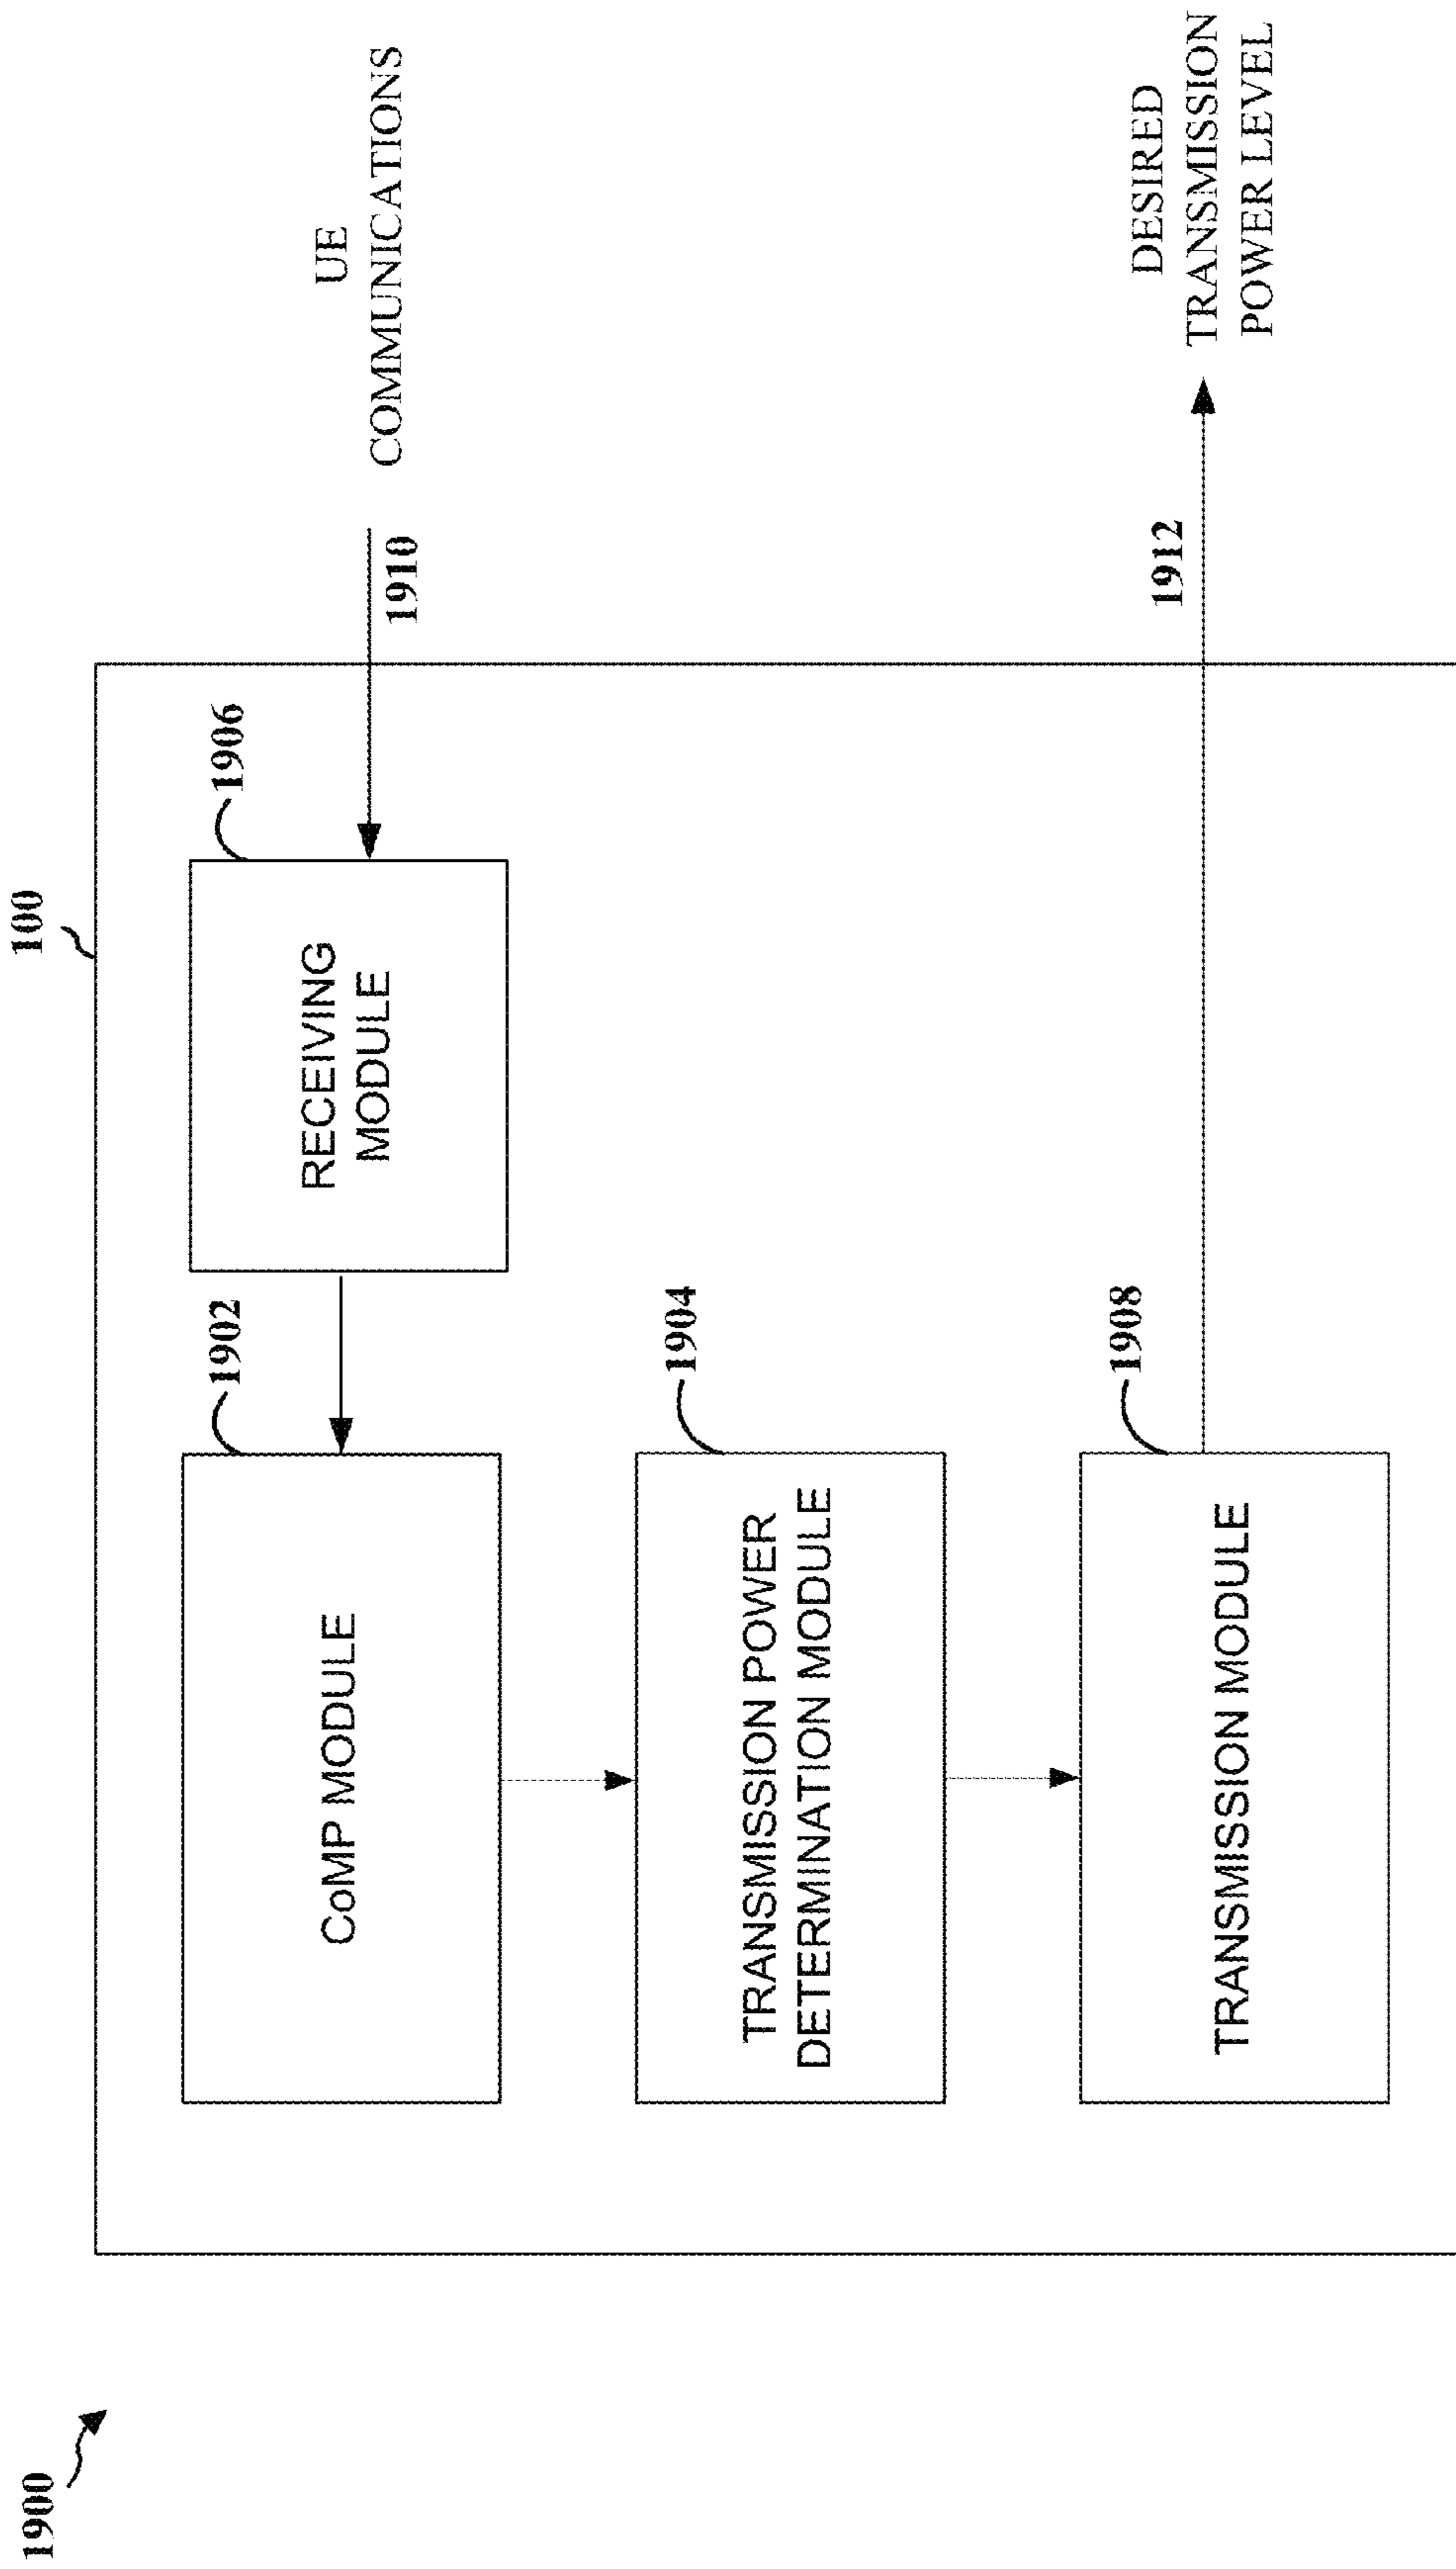 1900
100
1902
CoMP MODULE
1906
RECEIVING
MODULE
1910
UE
COMMUNICATIONS
1904
TRANSMISSION POWER
DETERMINATION MODULE
1908
TRANSMISSION MODULE
1912
DESIRED
TRANSMISSION
POWER LEVEL